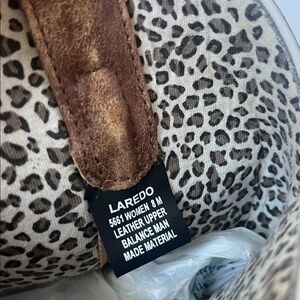 LAREDO
5661 WOMEN 8 M
LEATHER UPPER
BALANCE MAN
MADE MATERIAL